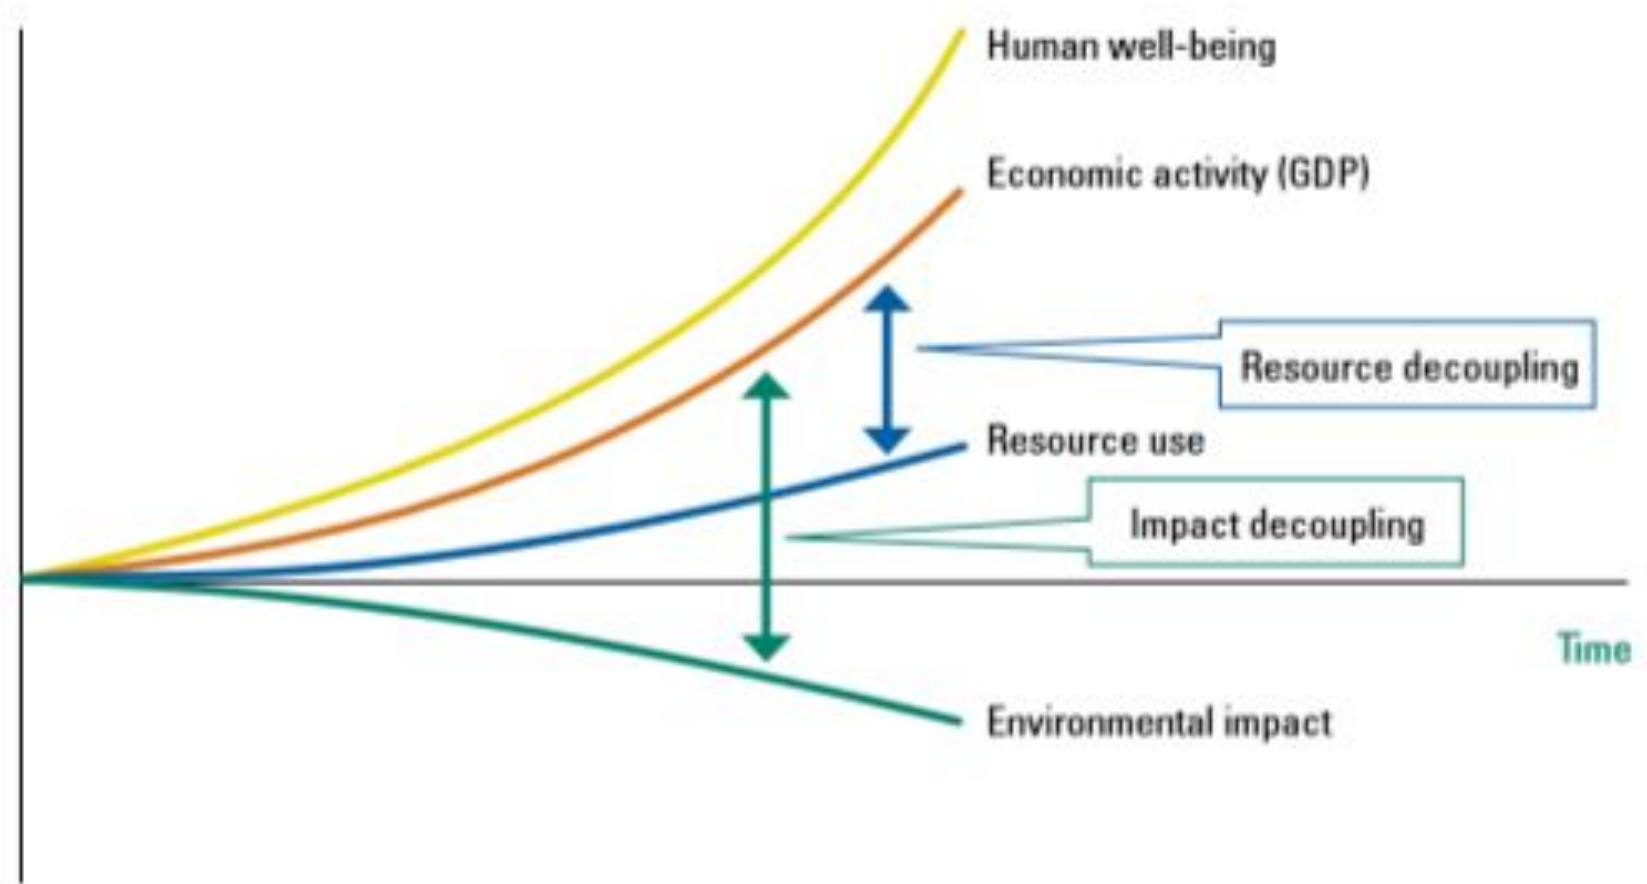 Human well-being
Economic activity (GDP)
Resource decoupling
Resource use
Impact decoupling
Time
Environmental impact